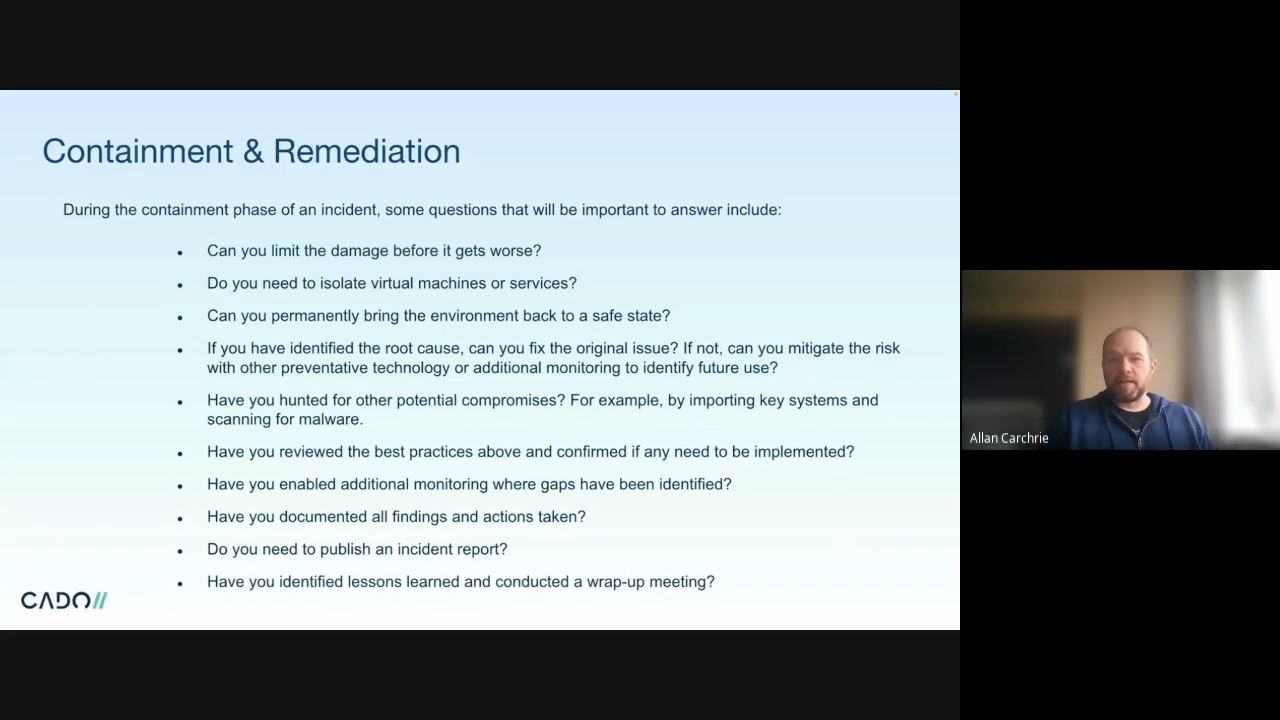 Containment & Remediation
During the containment phase of an incident, some questions that will be important to answer include:
• Can you limit the damage before it gets worse?
• Do you need to isolate virtual machines or services?
• Can you permanently bring the environment back to a safe state?
• If you have identified the root cause, can you fix the original issue? If not, can you mitigate the risk
with other preventative technology or additional monitoring to identify future use?
• Have you hunted for other potential compromises? For example, by importing key systems and
scanning for malware.
• Have you reviewed the best practices above and confirmed if any need to be implemented?
• Have you enabled additional monitoring where gaps have been identified?
• Have you documented all findings and actions taken?
• Do you need to publish an incident report?
• Have you identified lessons learned and conducted a wrap-up meeting?
CADO//
Allan Carchrie